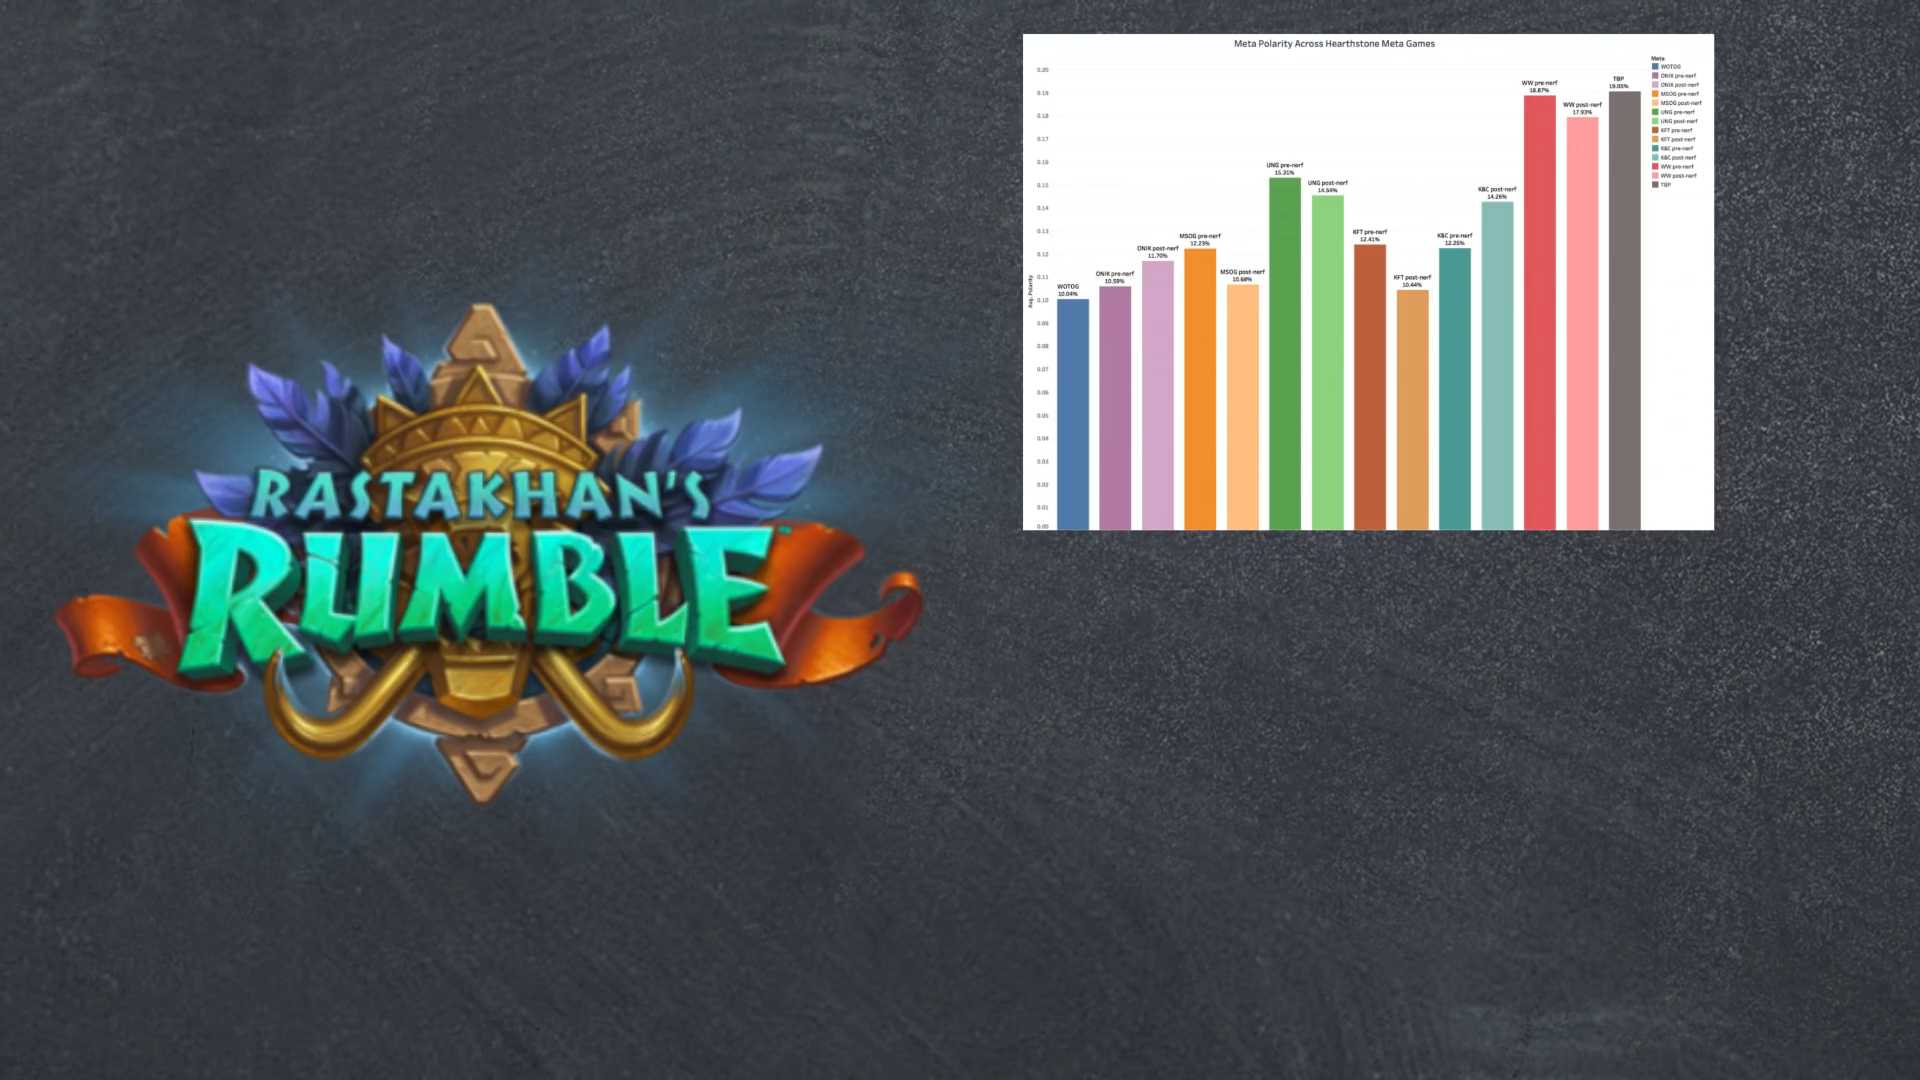 RASTAKHAN'S
RUMBLE
Meta Polarity Across Hearthstone Meta Games
Avg. Polarity
0.20
0.19
0.18
0.17
0.16
0.15
0.14
0.13
0.12
0.11
0.10
0.09
0.08
0.07
0.06
0.05
0.04
0.03
0.02
0.01
0.00
WOTOG
10.04%
ONIK pre-nerf
10.59%
ONIK post-nerf
11.70%
MSOG pre-nerf
12.23%
MSOG post-nerf
10.68%
UNG pre-nerf
15.31%
UNG post-nerf
14.54%
KFT pre-nerf
12.41%
KFT post-nerf
10.44%
K&C pre-nerf
12.25%
K&C post-nerf
14.26%
WW pre-nerf
18.87%
WW post-nerf
17.93%
TBP
19.05%
Meta
WOTOG
ONIK pre-nerf
ONIK post-nerf
MSOG pre-nerf
MSOG post-nerf
UNG pre-nerf
UNG post-nerf
KFT pre-nerf
KFT post-nerf
K&C pre-nerf
K&C post-nerf
WW pre-nerf
WW post-nerf
TBP